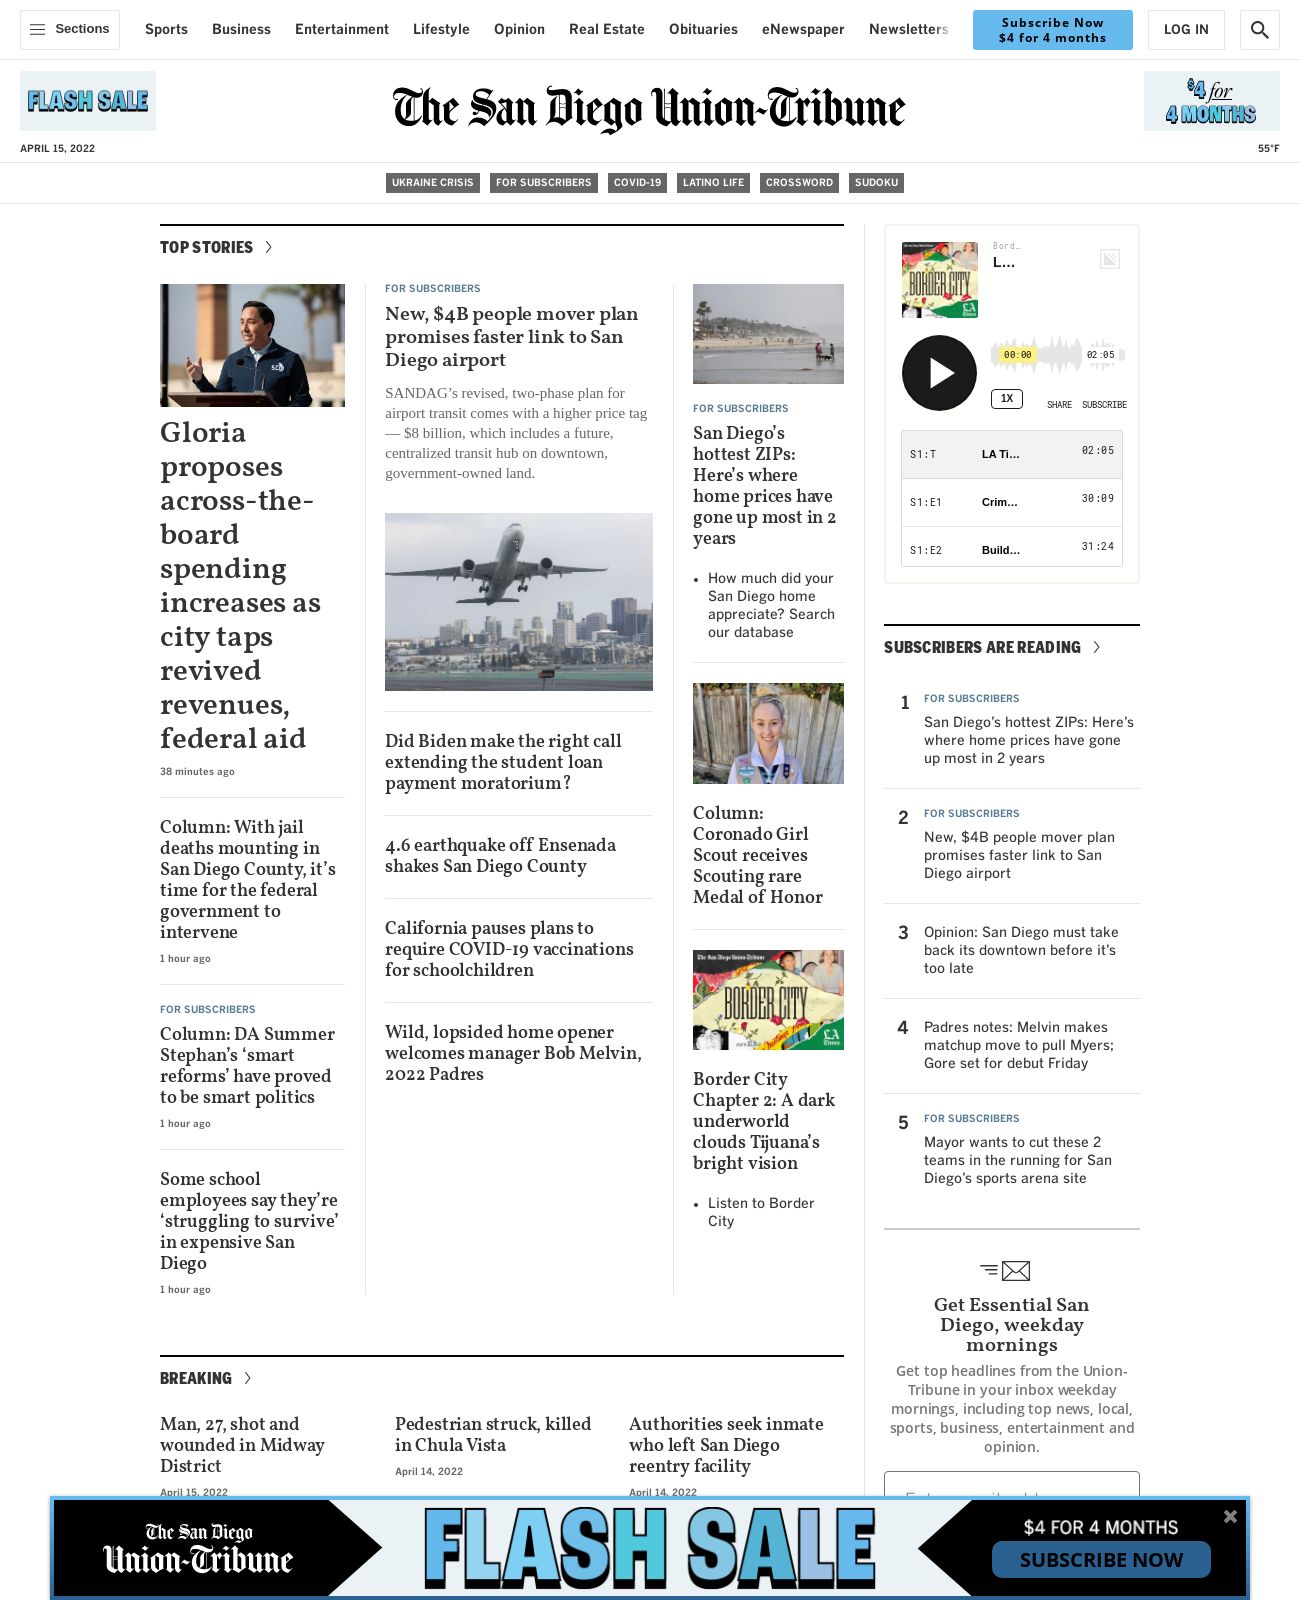 Sections
Sports
Business
Entertainment
Lifestyle
Opinion
Real Estate
Obituaries
eNewspaper
Newsletters
Subscribe Now
$4 for 4 months
LOG IN
FLASH SALE
The San Diego Union-Tribune
$4 for
4 MONTHS
APRIL 15, 2022
55°F
UKRAINE CRISIS
FOR SUBSCRIBERS
COVID-19
LATINO LIFE
CROSSWORD
SUDOKU
TOP STORIES
Gloria
proposes
across-the-
board
spending
increases as
city taps
revived
revenues,
federal aid
38 minutes ago
Column: With jail
deaths mounting in
San Diego County, it’s
time for the federal
government to
intervene
1 hour ago
FOR SUBSCRIBERS
Column: DA Summer
Stephan’s ‘smart
reforms’ have proved
to be smart politics
1 hour ago
Some school
employees say they’re
‘struggling to survive’
in expensive San
Diego
1 hour ago
FOR SUBSCRIBERS
New, $4B people mover plan
promises faster link to San
Diego airport
SANDAG’s revised, two-phase plan for
airport transit comes with a higher price tag
— $8 billion, which includes a future,
centralized transit hub on downtown,
government-owned land.
Did Biden make the right call
extending the student loan
payment moratorium?
4.6 earthquake off Ensenada
shakes San Diego County
California pauses plans to
require COVID-19 vaccinations
for schoolchildren
Wild, lopsided home opener
welcomes manager Bob Melvin,
2022 Padres
FOR SUBSCRIBERS
San Diego’s
hottest ZIPs:
Here’s where
home prices have
gone up most in 2
years
• How much did your
San Diego home
appreciate? Search
our database
Column:
Coronado Girl
Scout receives
Scouting rare
Medal of Honor
The San Diego Union-Tribune
BORDER CITY
LA
Times
Border City
Chapter 2: A dark
underworld
clouds Tijuana’s
bright vision
• Listen to Border
City
BORDER CITY
LA
Times
Bord…
L…
00:00
02:05
1X
SHARE
SUBSCRIBE
S1:T LA Ti… 02:05
S1:E1 Crim… 30:09
S1:E2 Build… 31:24
SUBSCRIBERS ARE READING
1
FOR SUBSCRIBERS
San Diego’s hottest ZIPs: Here’s
where home prices have gone
up most in 2 years
2
FOR SUBSCRIBERS
New, $4B people mover plan
promises faster link to San
Diego airport
3
Opinion: San Diego must take
back its downtown before it’s
too late
4
Padres notes: Melvin makes
matchup move to pull Myers;
Gore set for debut Friday
5
FOR SUBSCRIBERS
Mayor wants to cut these 2
teams in the running for San
Diego’s sports arena site
Get Essential San
Diego, weekday
mornings
Get top headlines from the Union-
Tribune in your inbox weekday
mornings, including top news, local,
sports, business, entertainment and
opinion.
BREAKING
Man, 27, shot and
wounded in Midway
District
April 15, 2022
Pedestrian struck, killed
in Chula Vista
April 14, 2022
Authorities seek inmate
who left San Diego
reentry facility
April 14, 2022
The San Diego
Union-Tribune
FLASH SALE
$4 FOR 4 MONTHS
SUBSCRIBE NOW